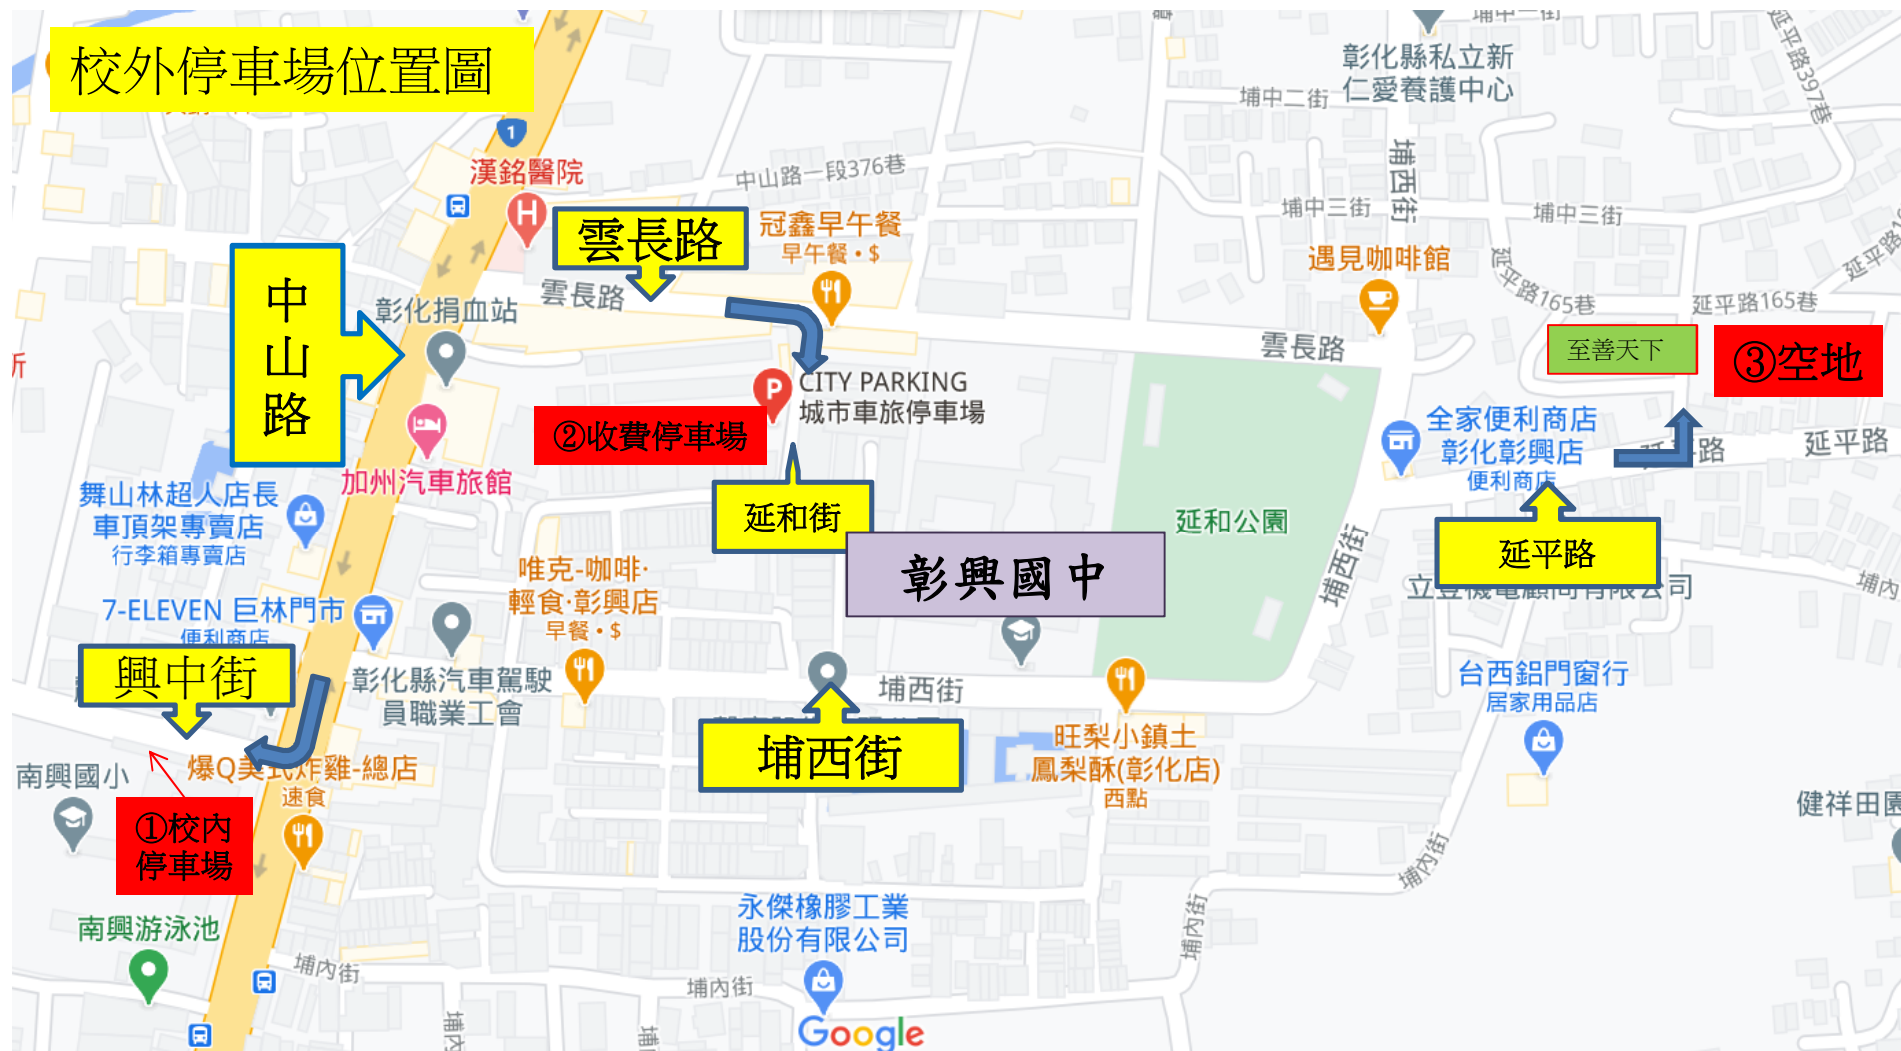 校外停車場位置圖
埔中二街
延平路397巷
彰化縣私立新
仁愛養護中心
埔中二街
1
漢銘醫院
H
中山路一段376巷
埔西街
埔中三街
埔中三街
雲長路
冠鑫早午餐
早午餐・$
遇見咖啡館
延平路165巷
延平路165巷
中
山
路
彰化捐血站
雲長路
雲長路
至善天下
③空地
P
CITY PARKING
城市車旅停車場
②收費停車場
全家便利商店
彰化彰興店
便利商店
延平路
加州汽車旅館
舞山林超人店長
車頂架專賣店
行李箱專賣店
延和街
延和公園
埔西街
延平路
彰興國中
唯克-咖啡·
輕食·彰興店
早餐・$
7-ELEVEN 巨林門市
便利商店
興中街
彰化縣汽車駕駛
員職業工會
埔西街
台西鋁門窗行
居家用品店
埔西街
旺梨小鎮土
鳳梨酥(彰化店)
西點
南興國小
爆Q美式炸雞-總店
速食
①校內
停車場
健祥田園
埔內街
永傑橡膠工業
股份有限公司
南興游泳池
埔內街
埔內街
埔內街
Google